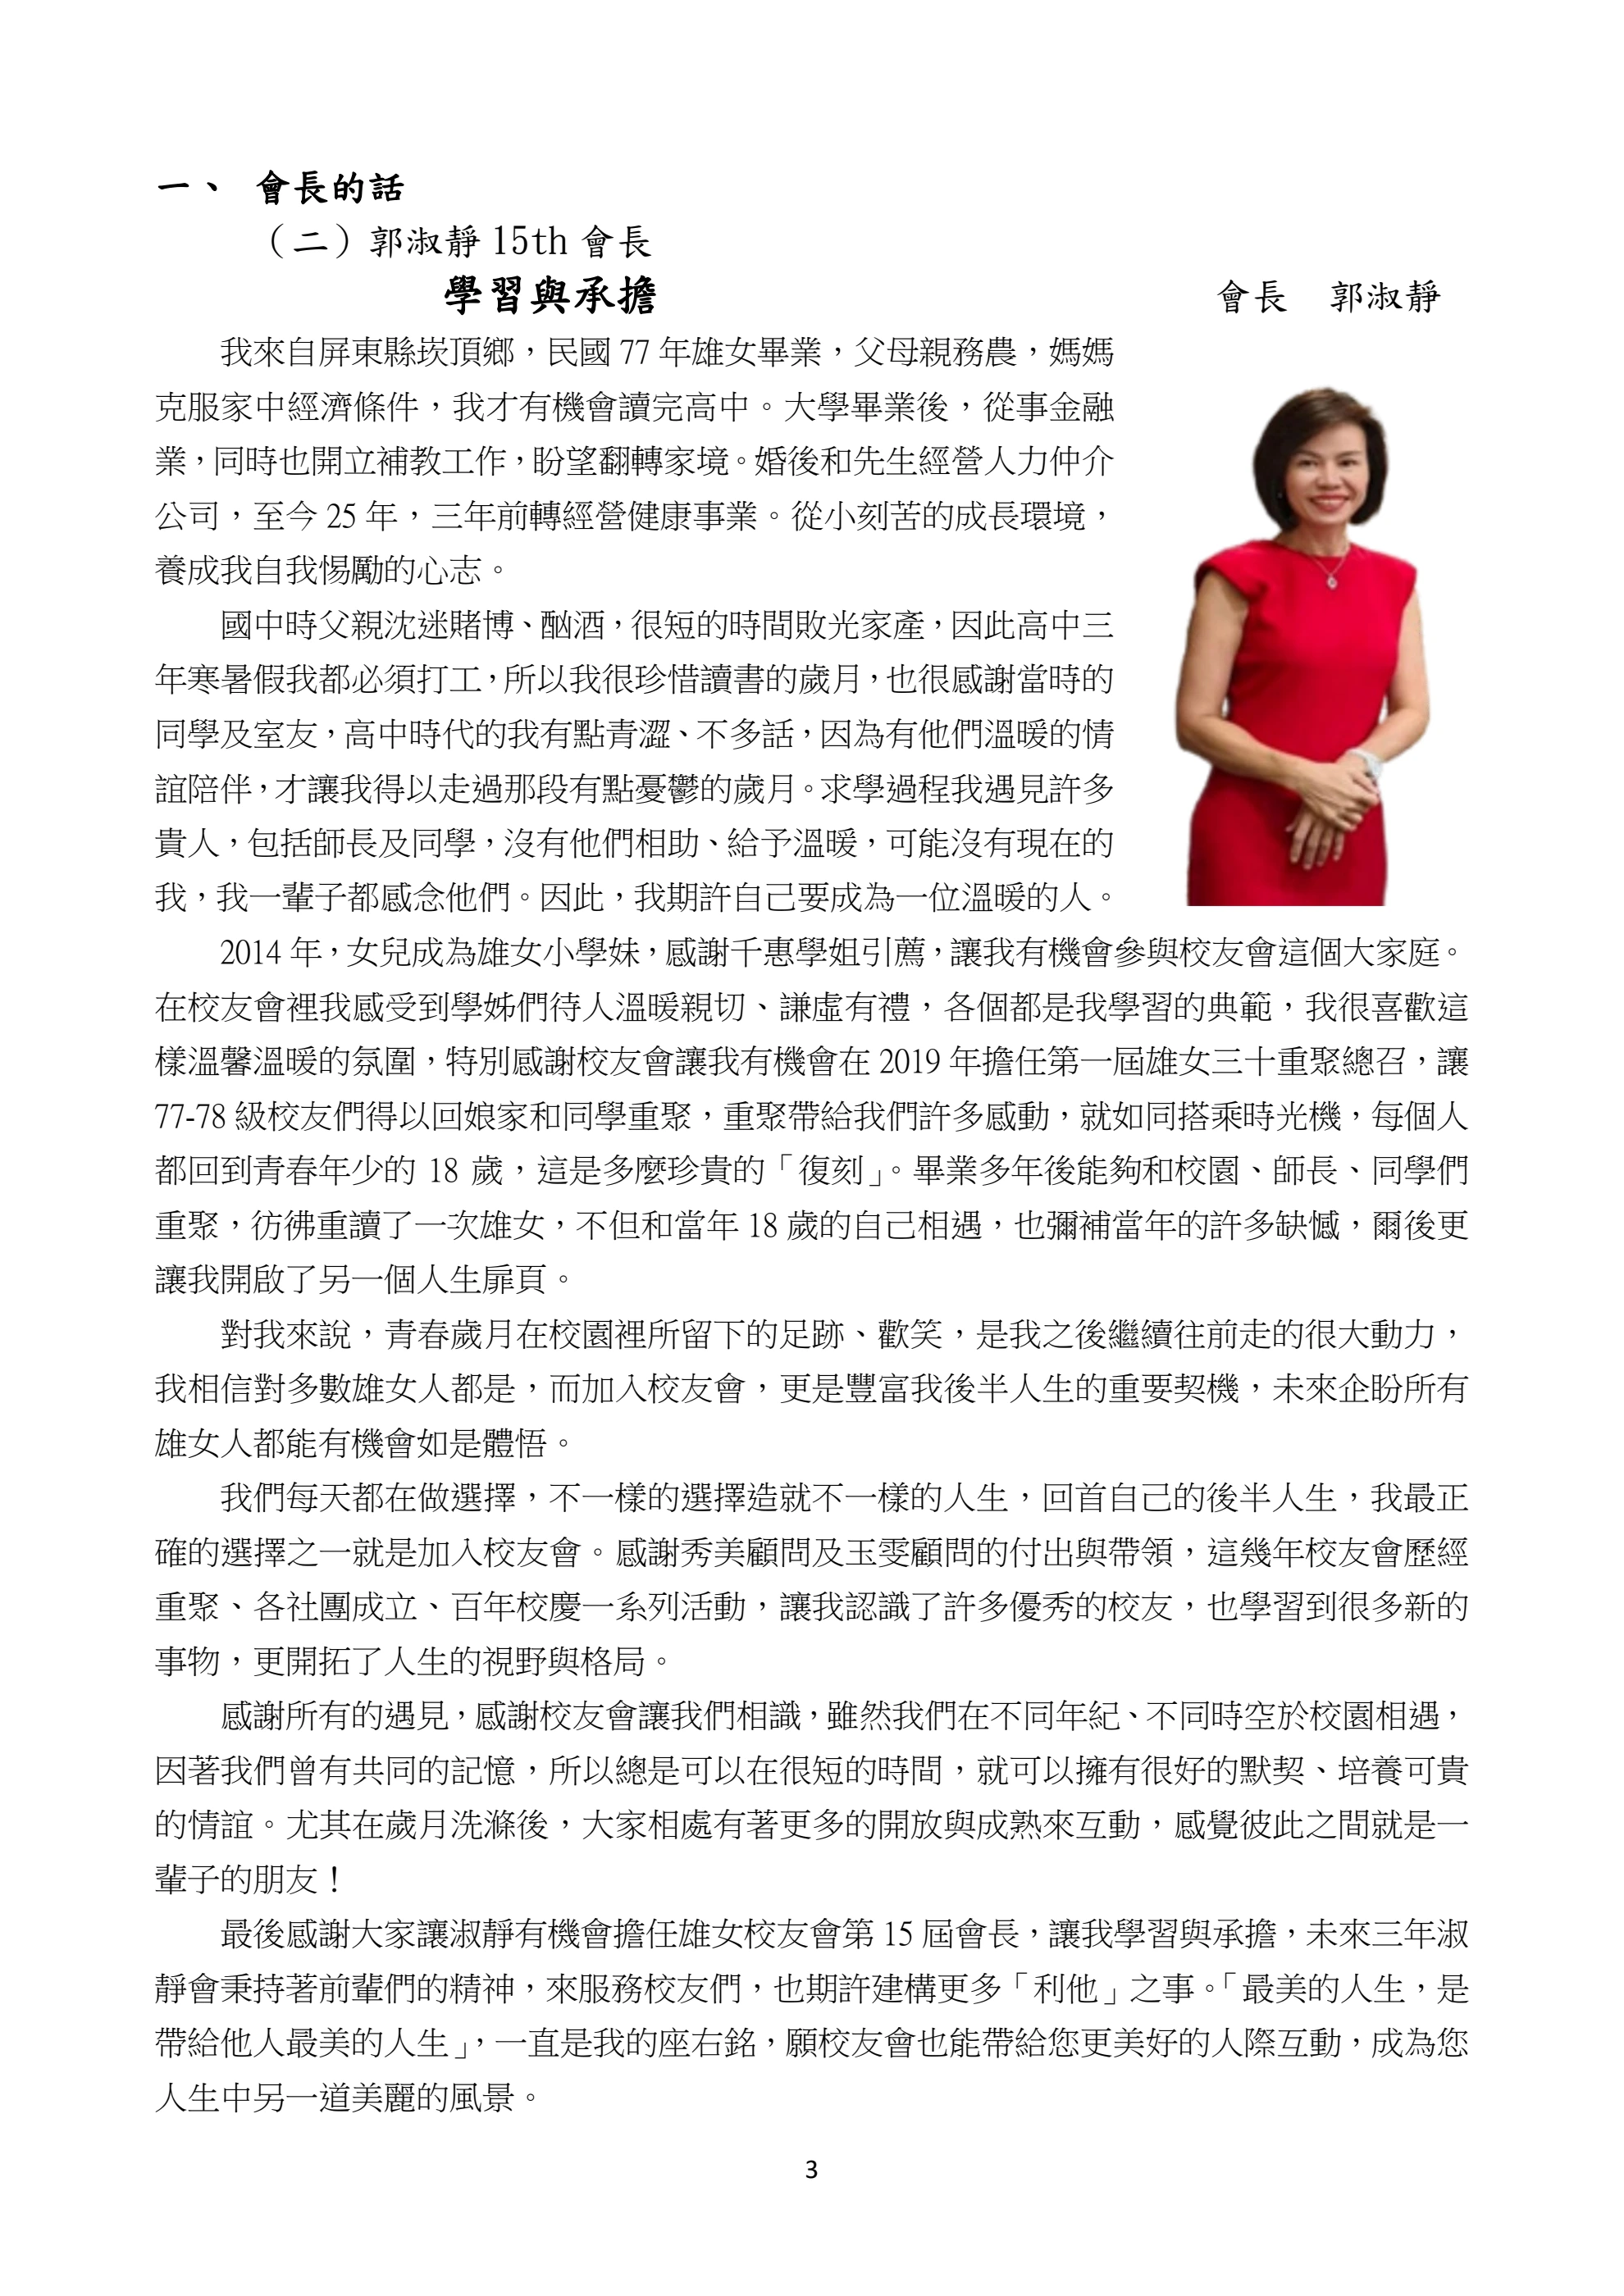 一、 會長的話
（二）郭淑靜 15th 會長
學習與承擔 會長 郭淑靜
我來自屏東縣崁頂鄉，民國 77 年雄女畢業，父母親務農，媽媽
克服家中經濟條件，我才有機會讀完高中。大學畢業後，從事金融
業，同時也開立補教工作，盼望翻轉家境。婚後和先生經營人力仲介
公司，至今 25 年，三年前轉經營健康事業。從小刻苦的成長環境，
養成我自我惕勵的心志。
國中時父親沈迷賭博、酗酒，很短的時間敗光家產，因此高中三
年寒暑假我都必須打工，所以我很珍惜讀書的歲月，也很感謝當時的
同學及室友，高中時代的我有點青澀、不多話，因為有他們溫暖的情
誼陪伴，才讓我得以走過那段有點憂鬱的歲月。求學過程我遇見許多
貴人，包括師長及同學，沒有他們相助、給予溫暖，可能沒有現在的
我，我一輩子都感念他們。因此，我期許自己要成為一位溫暖的人。
2014 年，女兒成為雄女小學妹，感謝千惠學姐引薦，讓我有機會參與校友會這個大家庭。
在校友會裡我感受到學姊們待人溫暖親切、謙虛有禮，各個都是我學習的典範，我很喜歡這
樣溫馨溫暖的氛圍，特別感謝校友會讓我有機會在 2019 年擔任第一屆雄女三十重聚總召，讓
77-78 級校友們得以回娘家和同學重聚，重聚帶給我們許多感動，就如同搭乘時光機，每個人
都回到青春年少的 18 歲，這是多麼珍貴的「復刻」。畢業多年後能夠和校園、師長、同學們
重聚，彷彿重讀了一次雄女，不但和當年 18 歲的自己相遇，也彌補當年的許多缺憾，爾後更
讓我開啟了另一個人生扉頁。
對我來說，青春歲月在校園裡所留下的足跡、歡笑，是我之後繼續往前走的很大動力，
我相信對多數雄女人都是，而加入校友會，更是豐富我後半人生的重要契機，未來企盼所有
雄女人都能有機會如是體悟。
我們每天都在做選擇，不一樣的選擇造就不一樣的人生，回首自己的後半人生，我最正
確的選擇之一就是加入校友會。感謝秀美顧問及玉雯顧問的付出與帶領，這幾年校友會歷經
重聚、各社團成立、百年校慶一系列活動，讓我認識了許多優秀的校友，也學習到很多新的
事物，更開拓了人生的視野與格局。
感謝所有的遇見，感謝校友會讓我們相識，雖然我們在不同年紀、不同時空於校園相遇，
因著我們曾有共同的記憶，所以總是可以在很短的時間，就可以擁有很好的默契、培養可貴
的情誼。尤其在歲月洗滌後，大家相處有著更多的開放與成熟來互動，感覺彼此之間就是一
輩子的朋友！
最後感謝大家讓淑靜有機會擔任雄女校友會第 15 屆會長，讓我學習與承擔，未來三年淑
靜會秉持著前輩們的精神，來服務校友們，也期許建構更多「利他」之事。「最美的人生，是
帶給他人最美的人生」，一直是我的座右銘，願校友會也能帶給您更美好的人際互動，成為您
人生中另一道美麗的風景。
3